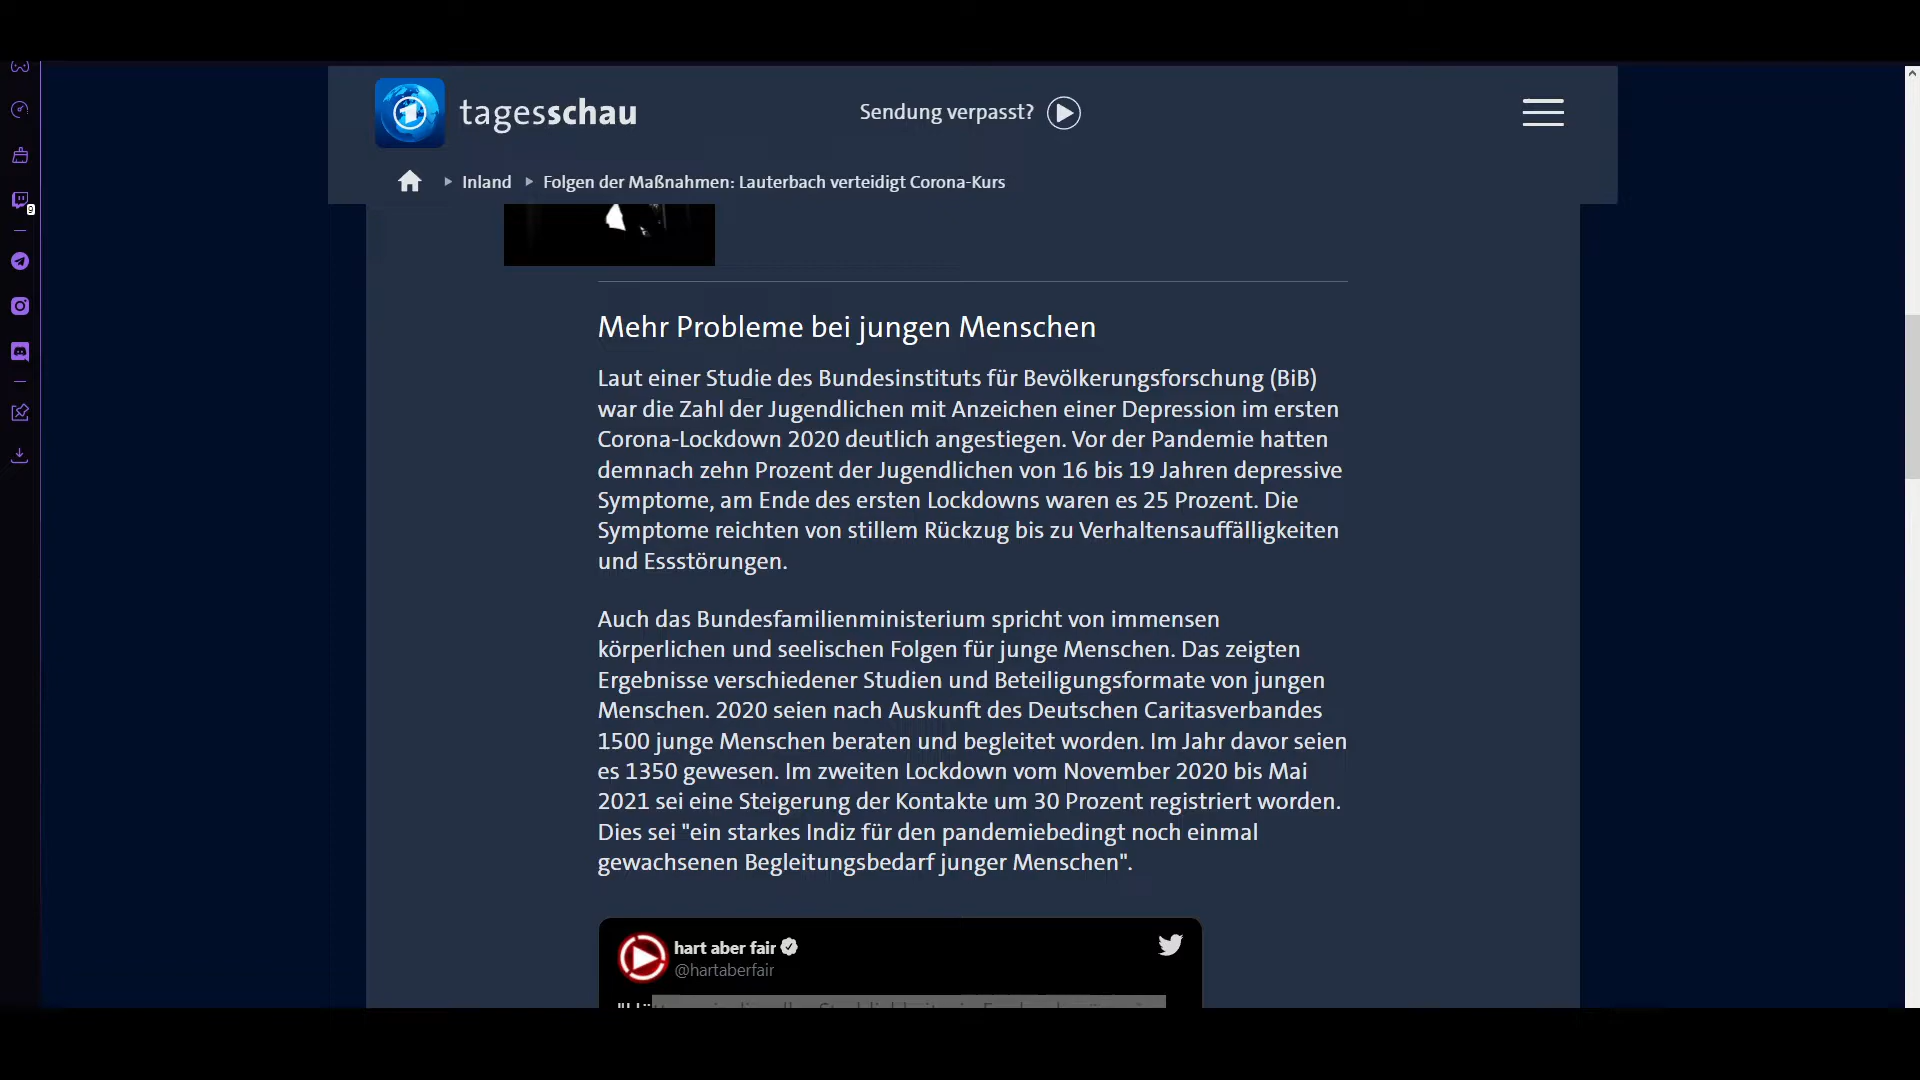 tagesschau
Sendung verpasst?
Inland
Folgen der Maßnahmen: Lauterbach verteidigt Corona-Kurs
9
Mehr Probleme bei jungen Menschen
Laut einer Studie des Bundesinstituts für Bevölkerungsforschung (BiB)
war die Zahl der Jugendlichen mit Anzeichen einer Depression im ersten
Corona-Lockdown 2020 deutlich angestiegen. Vor der Pandemie hatten
demnach zehn Prozent der Jugendlichen von 16 bis 19 Jahren depressive
Symptome, am Ende des ersten Lockdowns waren es 25 Prozent. Die
Symptome reichten von stillem Rückzug bis zu Verhaltensauffälligkeiten
und Essstörungen.
Auch das Bundesfamilienministerium spricht von immensen
körperlichen und seelischen Folgen für junge Menschen. Das zeigten
Ergebnisse verschiedener Studien und Beteiligungsformate von jungen
Menschen. 2020 seien nach Auskunft des Deutschen Caritasverbandes
1500 junge Menschen beraten und begleitet worden. Im Jahr davor seien
es 1350 gewesen. Im zweiten Lockdown vom November 2020 bis Mai
2021 sei eine Steigerung der Kontakte um 30 Prozent registriert worden.
Dies sei "ein starkes Indiz für den pandemiebedingt noch einmal
gewachsenen Begleitungsbedarf junger Menschen".
hart aber fair
@hartaberfair